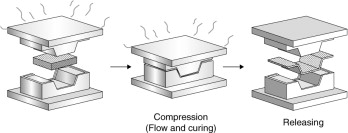 Compression
(Flow and curing)
Releasing